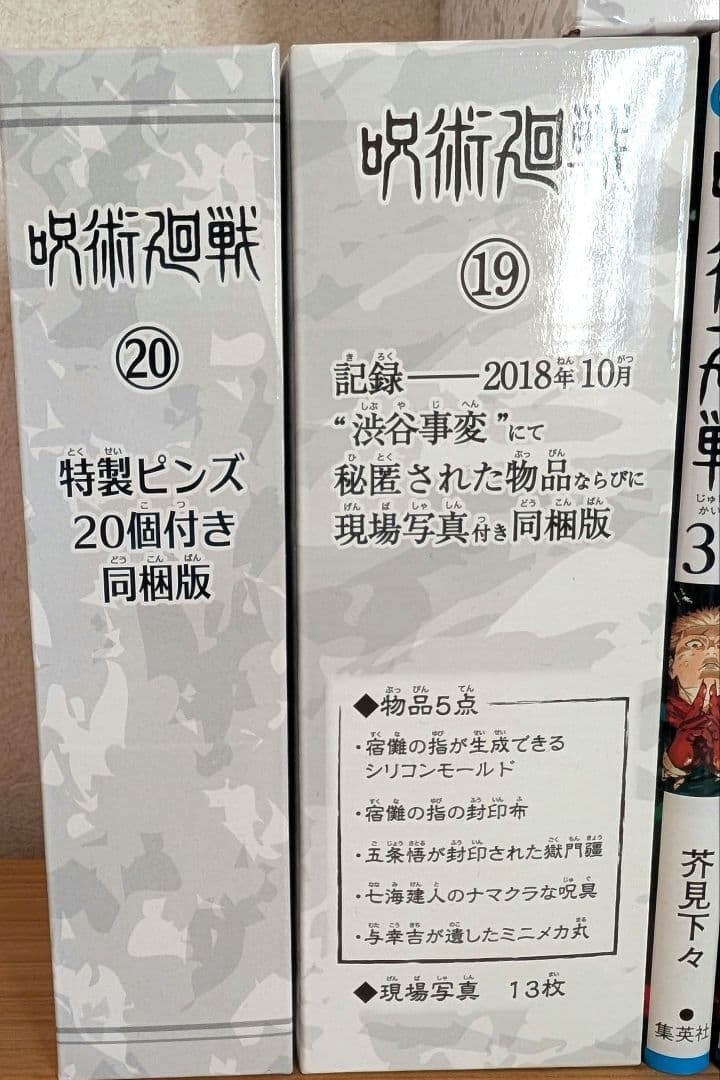 呪術廻戦
⑳
特製ピンズ
20個付き
同梱版
呪術廻戦
⑲
記録――2018年10月
“渋谷事変”にて
秘匿された物品ならびに
現場写真付き同梱版
◆物品5点
・宿儺の指が生成できる
シリコンモールド
・宿儺の指の封印布
・五条悟が封印された獄門疆
・七海建人のナマクラな呪具
・与幸吉が遺したミニメカ丸
◆現場写真 13枚
3
芥見下々
集英社